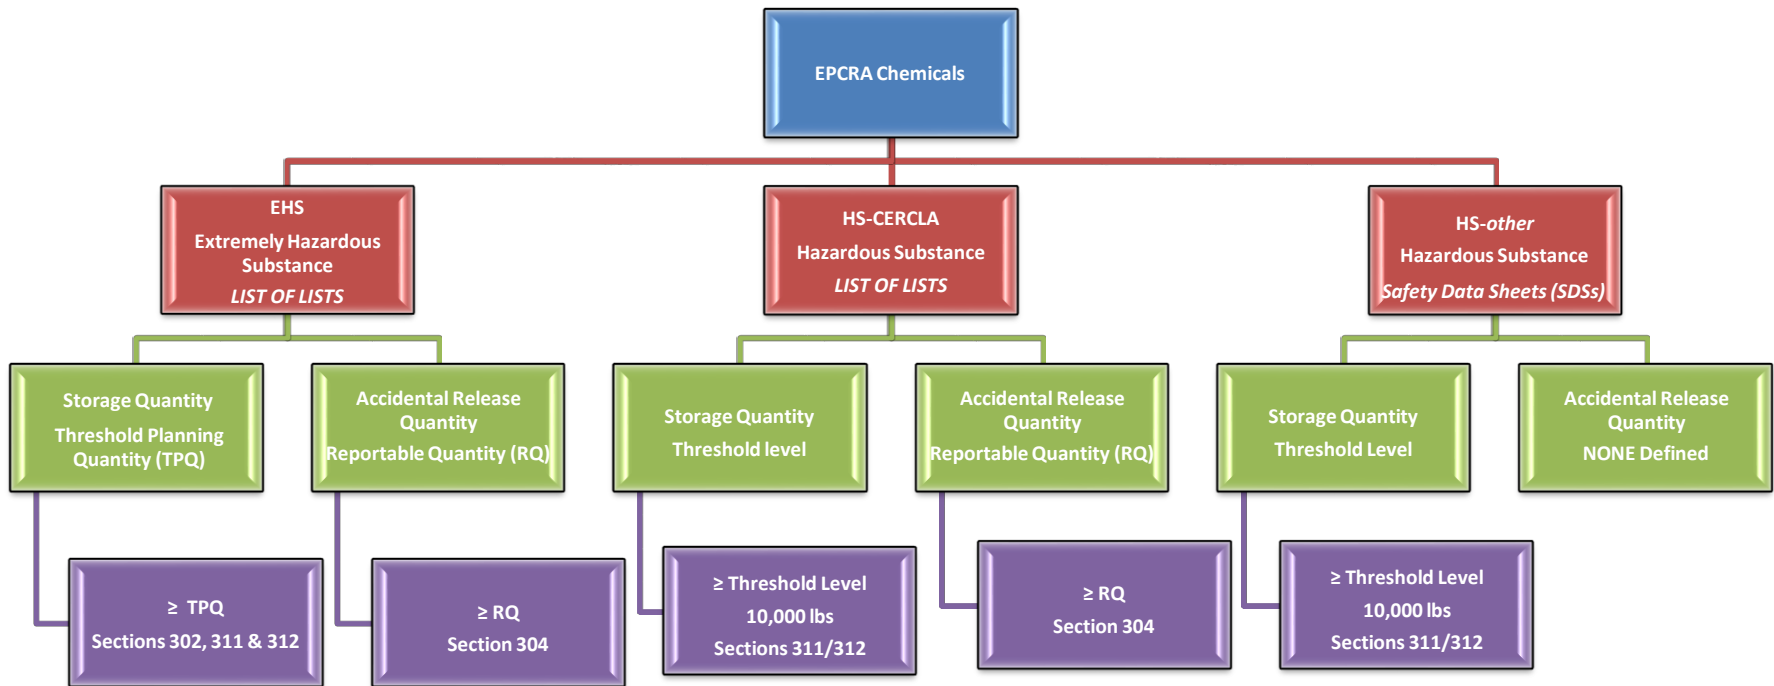 EPCRA Chemicals
EHS
Extremely Hazardous
Substance
LIST OF LISTS
HS-CERCLA
Hazardous Substance
LIST OF LISTS
HS-other
Hazardous Substance
Safety Data Sheets (SDSs)
Storage Quantity
Threshold Planning
Quantity (TPQ)
Accidental Release
Quantity
Reportable Quantity (RQ)
Storage Quantity
Threshold level
Accidental Release
Quantity
Reportable Quantity (RQ)
Storage Quantity
Threshold Level
Accidental Release
Quantity
NONE Defined
≥ TPQ
Sections 302, 311 & 312
≥ RQ
Section 304
≥ Threshold Level
10,000 lbs
Sections 311/312
≥ RQ
Section 304
≥ Threshold Level
10,000 lbs
Sections 311/312